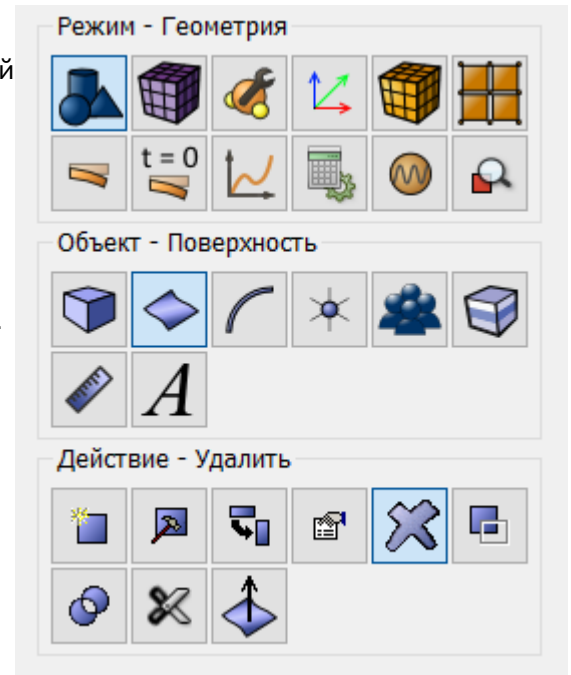 Режим - Геометрия
й
t = 0
Объект - Поверхность
A
Действие - Удалить